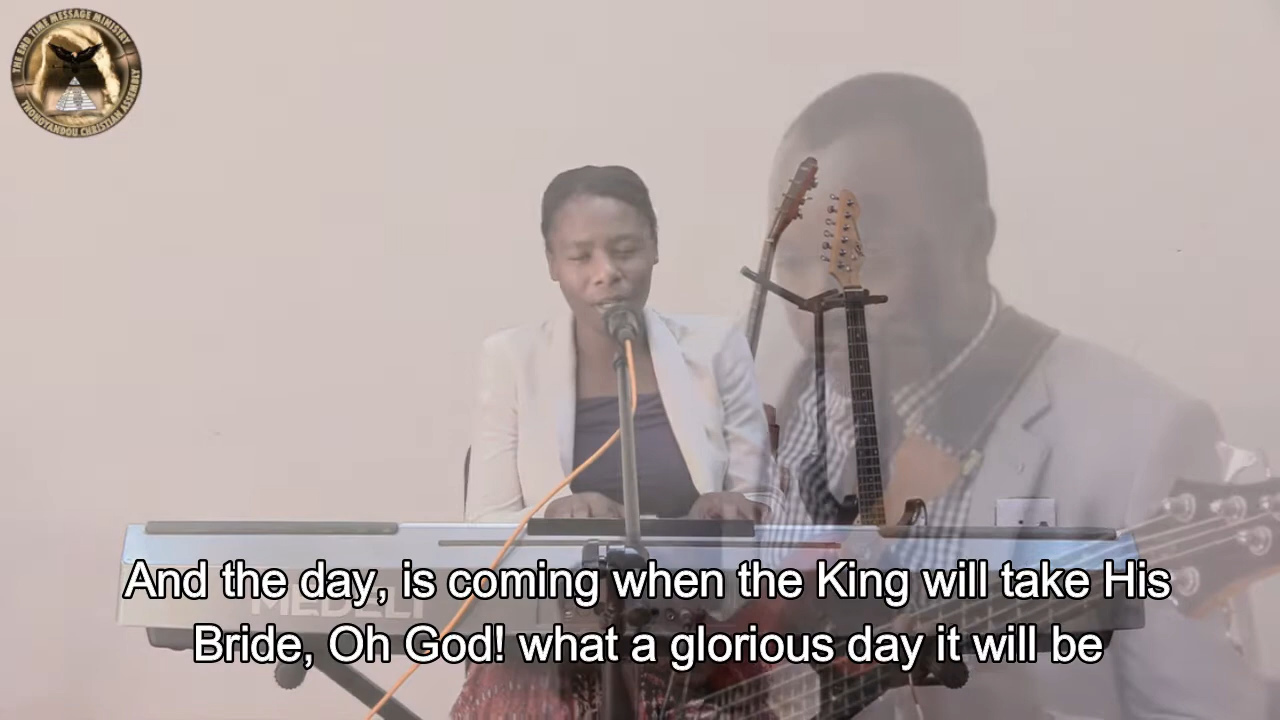 THE END TIME MESSAGE MINISTRY
THOHOYANDOU CHRISTIAN ASSEMBLY
MEDELI
And the day, is coming when the King will take His
Bride, Oh God! what a glorious day it will be